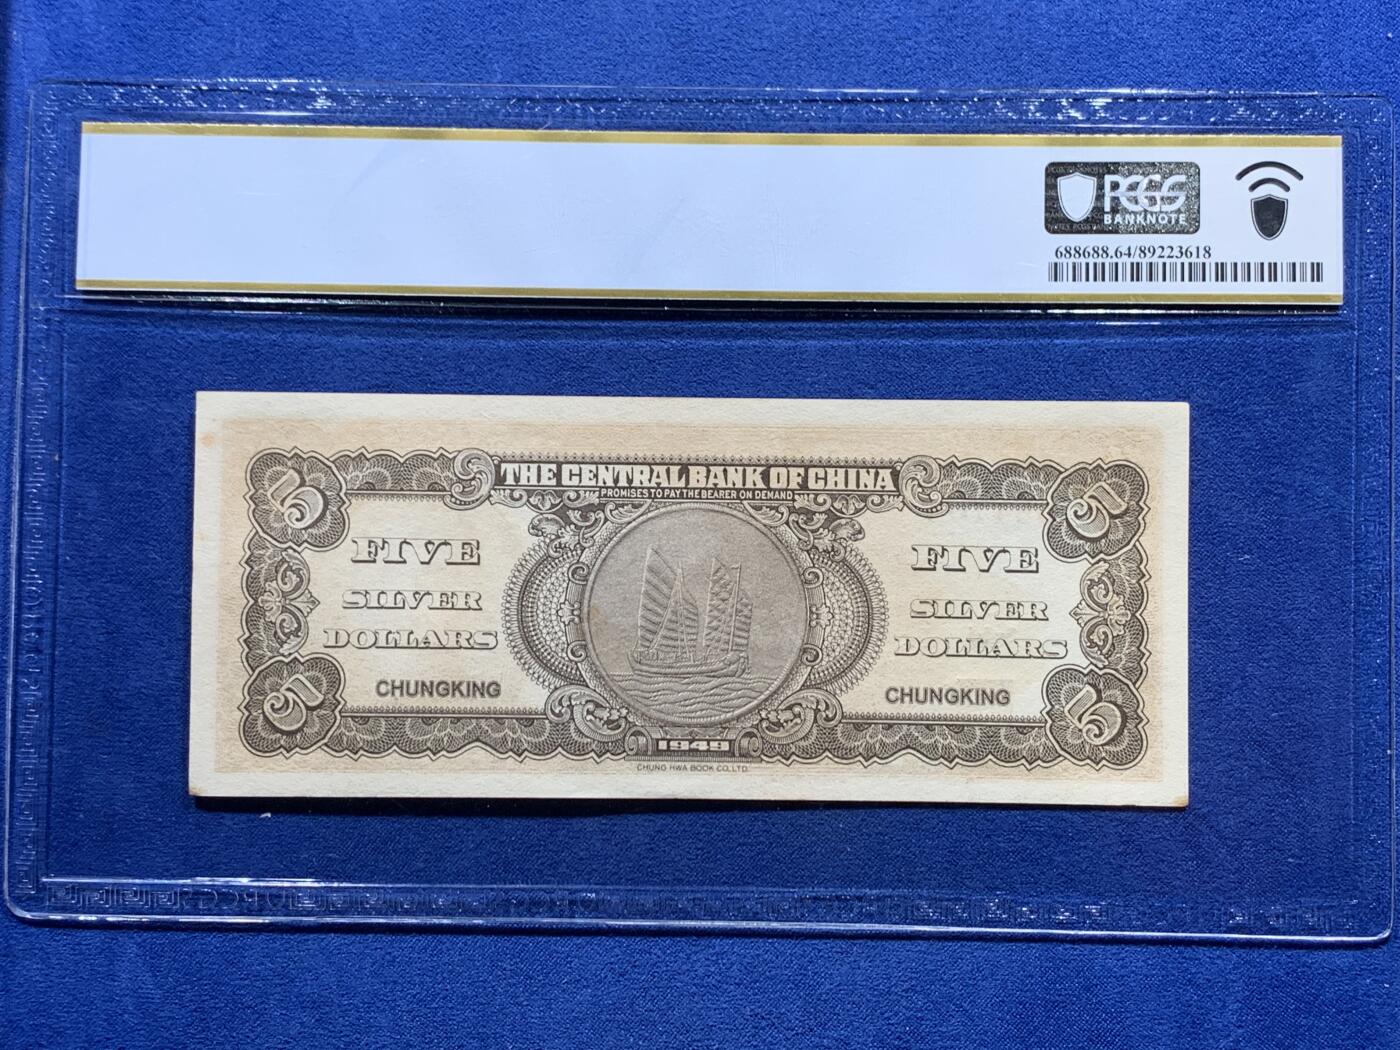 PCGS
BANKNOTE
688688.64/89223618
THE CENTRAL BANK OF CHINA
PROMISES TO PAY THE BEARER ON DEMAND
5
5
FIVE
SILVER
DOLLARS
CHUNGKING
FIVE
SILVER
DOLLARS
CHUNGKING
5
5
1949
CHUNG HWA BOOK CO., LTD.